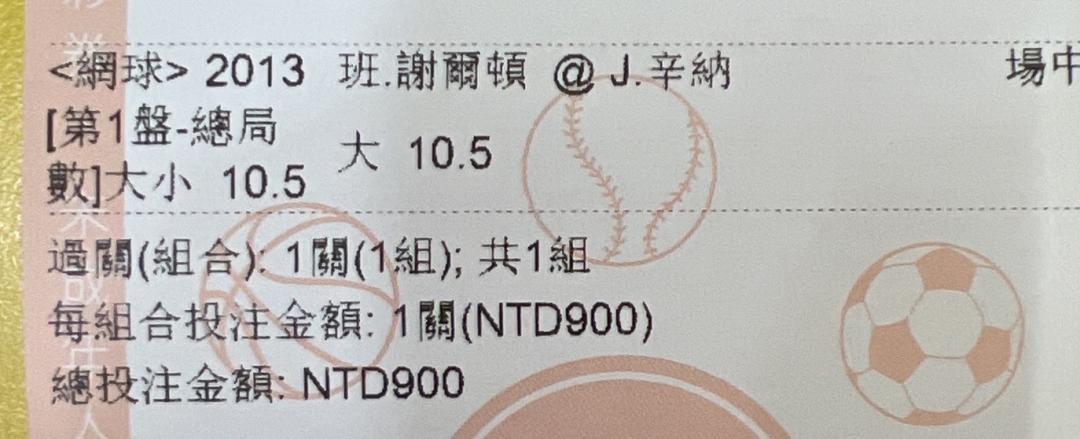 <網球> 2013 班.謝爾頓 @ J.辛納 場中
[第1盤-總局
數]大小 10.5 大 10.5
過關(組合): 1關(1組); 共1組
每組合投注金額: 1關(NTD900)
總投注金額: NTD900